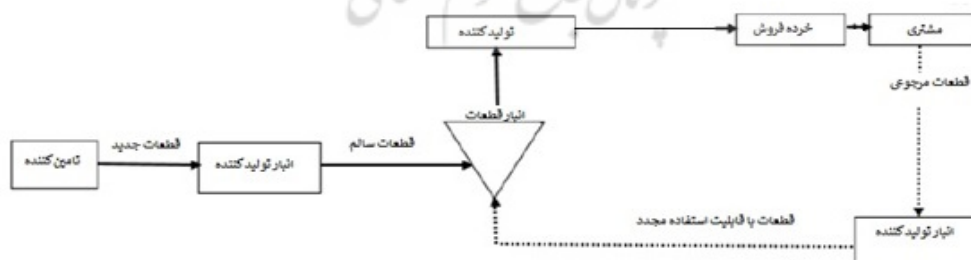 تولیدکننده
خرده فروش
مشتری
قطعات مرجوعی
انبار قطعات
قطعات سالم
قطعات جدید
تامین کننده
انبار تولیدکننده
قطعات با قابلیت استفاده مجدد
انبار تولیدکننده